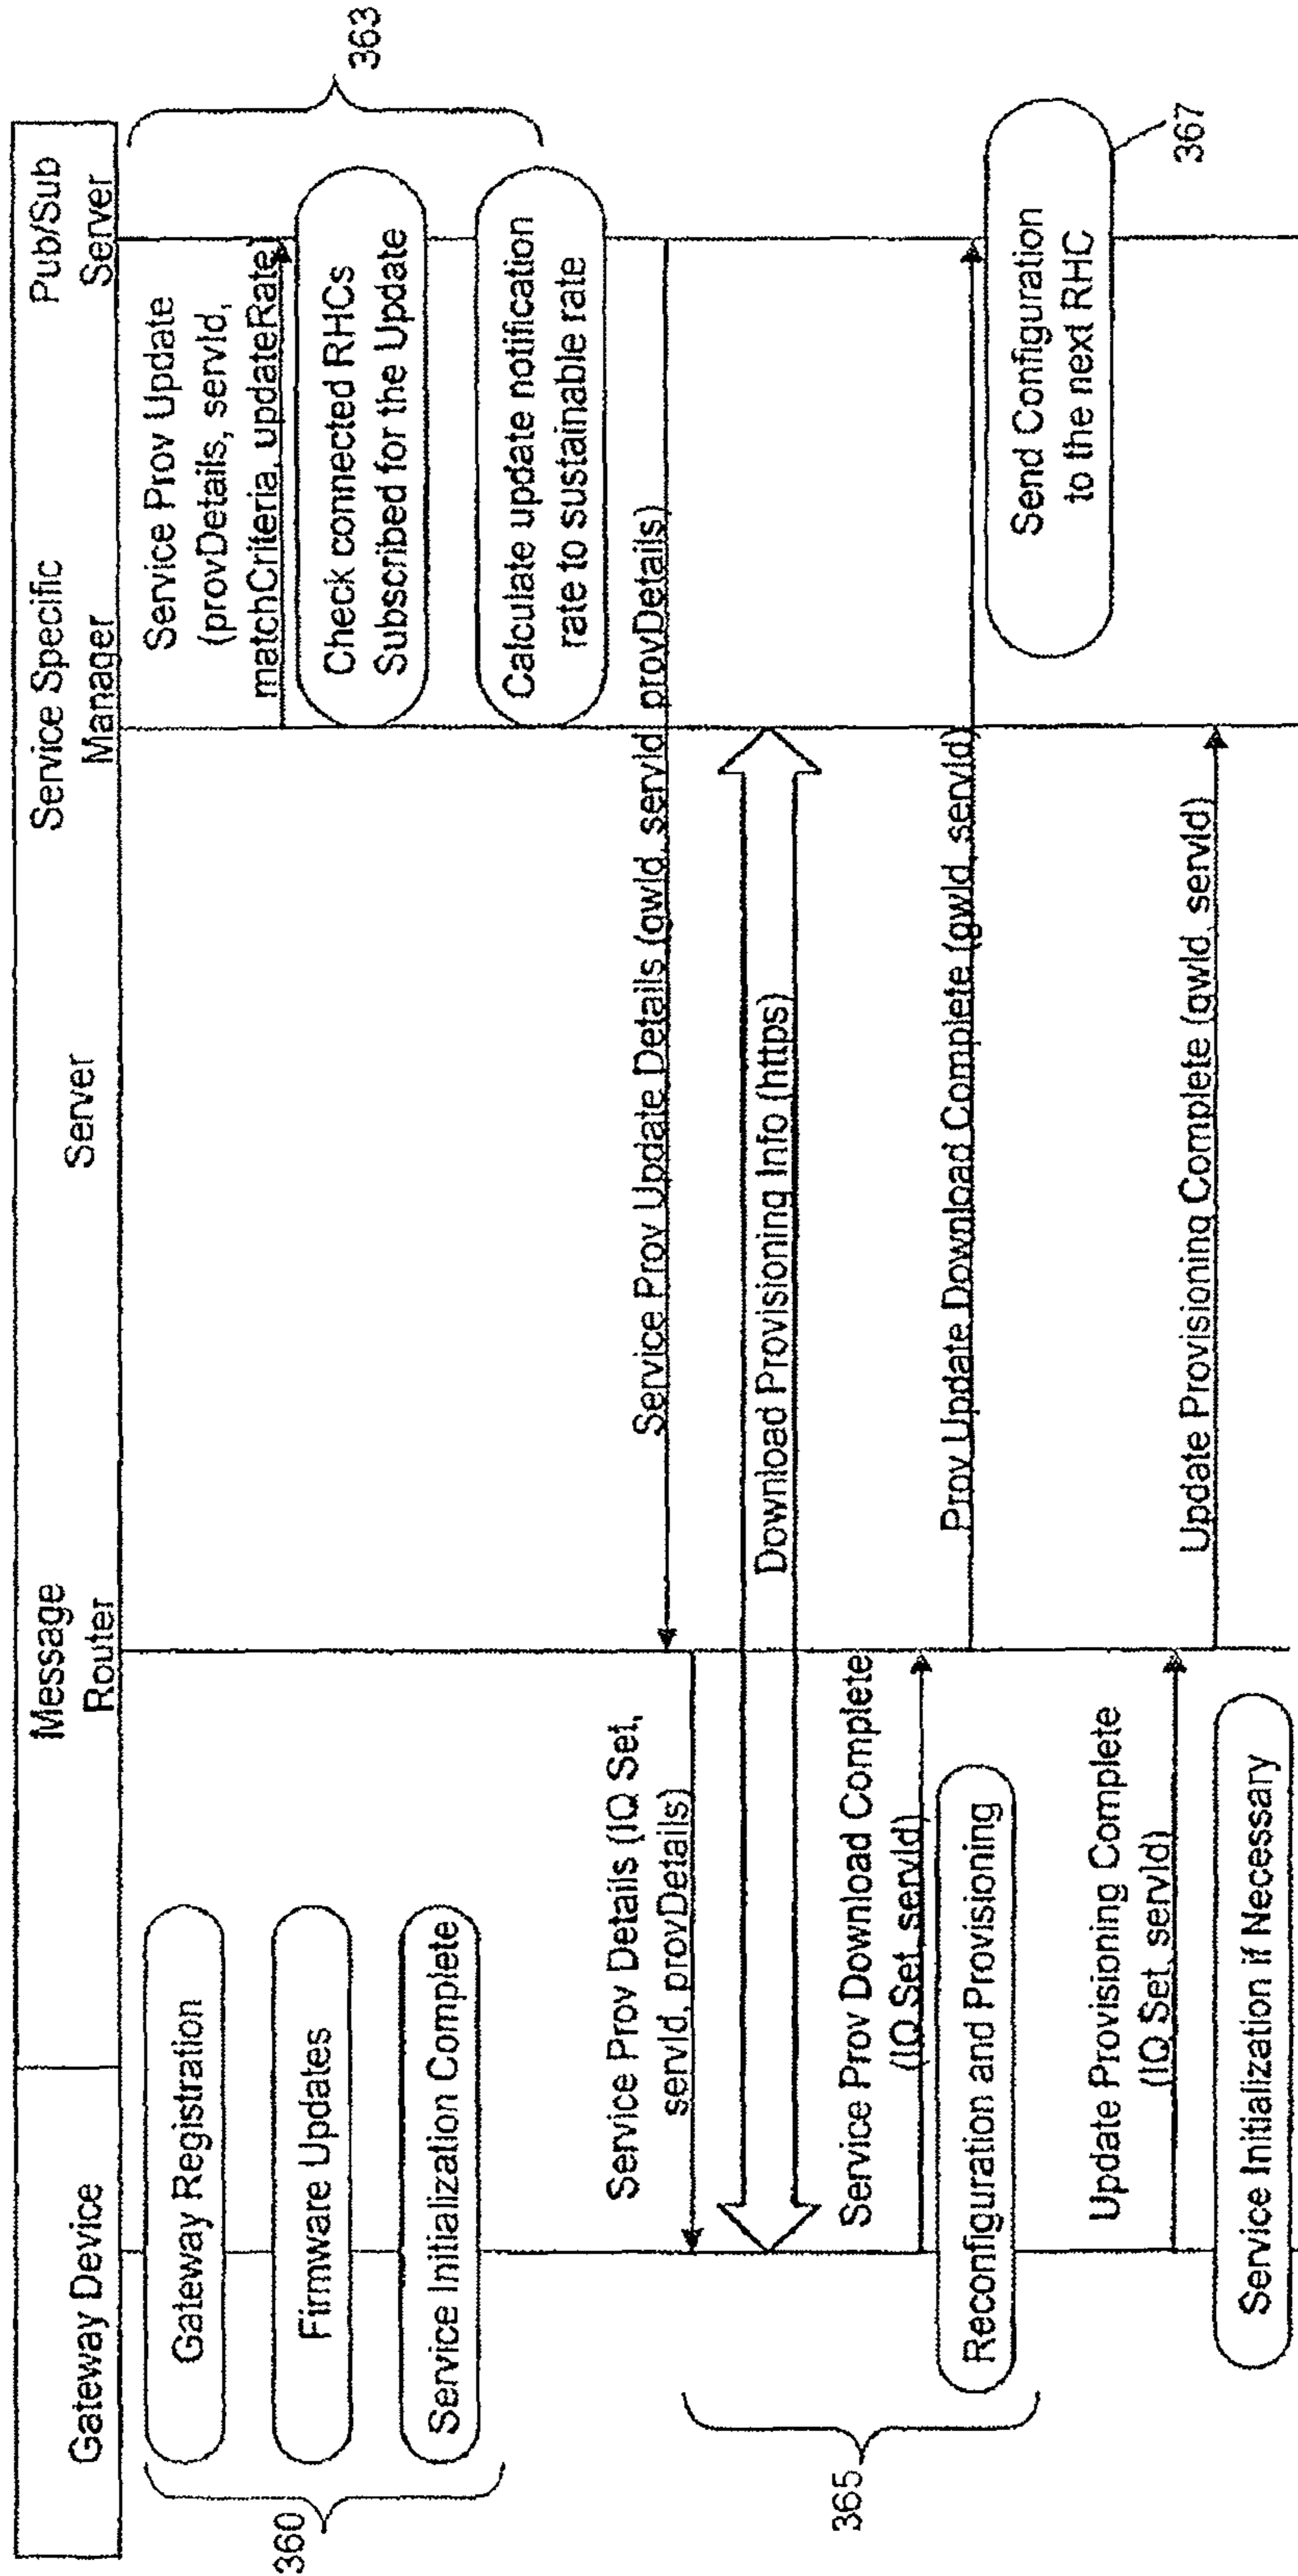 Gateway Device
Message
Router
Server
Service Specific
Manager
Pub/Sub
Server
360
Gateway Registration
Firmware Updates
Service Initialization Complete
Service Prov Update
(provDetails, servId,
matchCriteria, updateRate)
Check connected RHCs
Subscribed for the Update
Calculate update notification
rate to sustainable rate
363
Service Prov Update Details (gwId, servId, provDetails)
Service Prov Details (IQ Set,
servId, provDetails)
Download Provisioning Info (https)
365
Service Prov Download Complete
(IQ Set, servId)
Prov Update Download Complete (gwId, servId)
Reconfiguration and Provisioning
Send Configuration
to the next RHC
367
Update Provisioning Complete
(IQ Set, servId)
Update Provisioning Complete (gwId, servId)
Service Initialization if Necessary